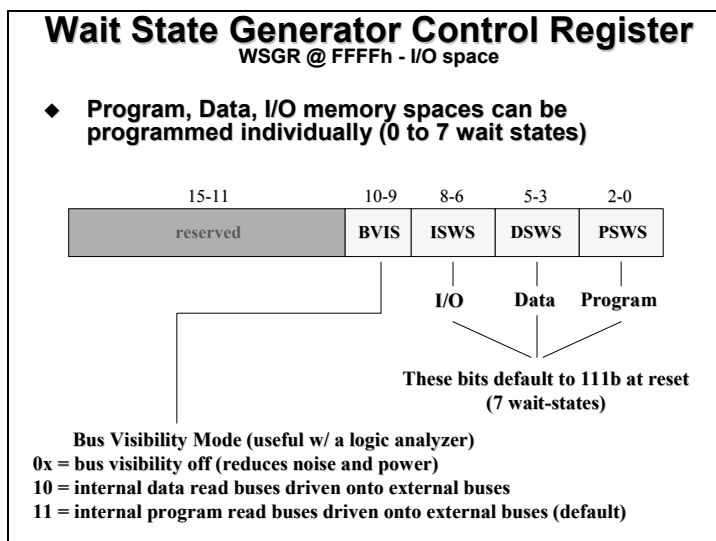 Wait State Generator Control Register
WSGR @ FFFFh - I/O space
◆ Program, Data, I/O memory spaces can be
programmed individually (0 to 7 wait states)
15-11 10-9 8-6 5-3 2-0
reserved BVIS ISWS DSWS PSWS
I/O Data Program
These bits default to 111b at reset
(7 wait-states)
Bus Visibility Mode (useful w/ a logic analyzer)
0x = bus visibility off (reduces noise and power)
10 = internal data read buses driven onto external buses
11 = internal program read buses driven onto external buses (default)